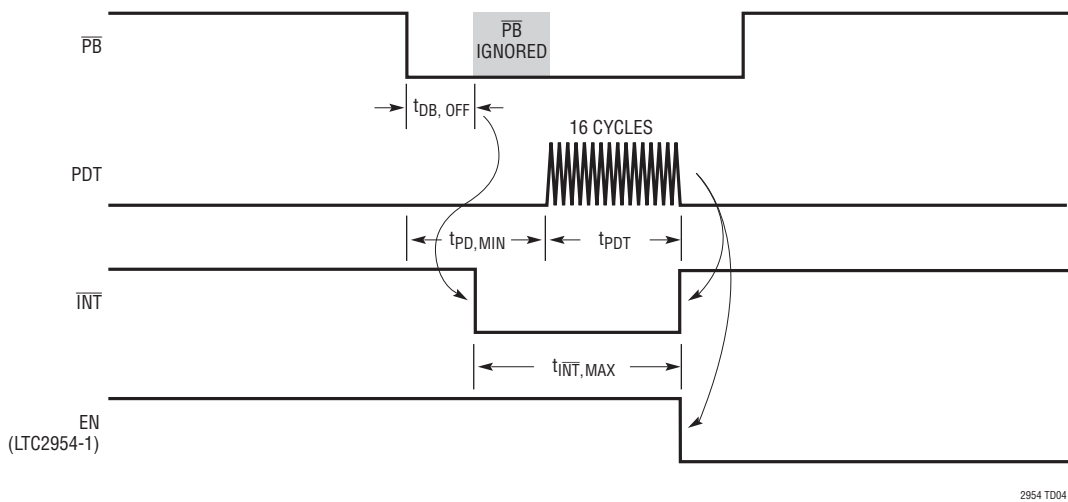 PB
PB
IGNORED
tDB, OFF
16 CYCLES
PDT
tPD,MIN
tPDT
INT
tINT,MAX
EN
(LTC2954-1)
2954 TD04